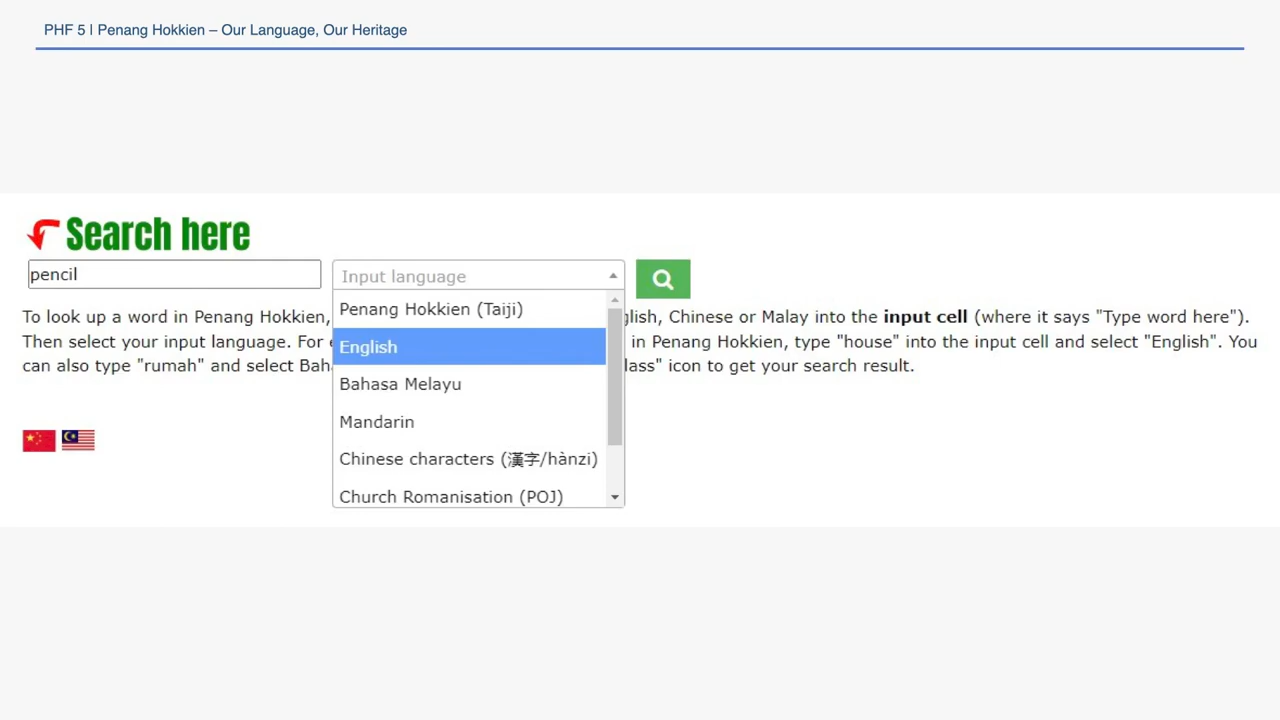 PHF 5 | Penang Hokkien – Our Language, Our Heritage
Search here
pencil
Input language
Penang Hokkien (Taiji)
English
Bahasa Melayu
Mandarin
Chinese characters (漢字/hànzi)
Church Romanisation (POJ)
To look up a word in Penang Hokkien, glish, Chinese or Malay into the input cell (where it says "Type word here").
Then select your input language. For in Penang Hokkien, type "house" into the input cell and select "English". You
can also type "rumah" and select Bah lass" icon to get your search result.